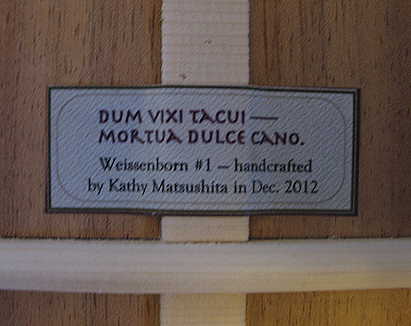 DUM VIXI TACUI —
MORTUA DULCE CANO.
Weissenborn #1 – handcrafted
by Kathy Matsushita in Dec. 2012